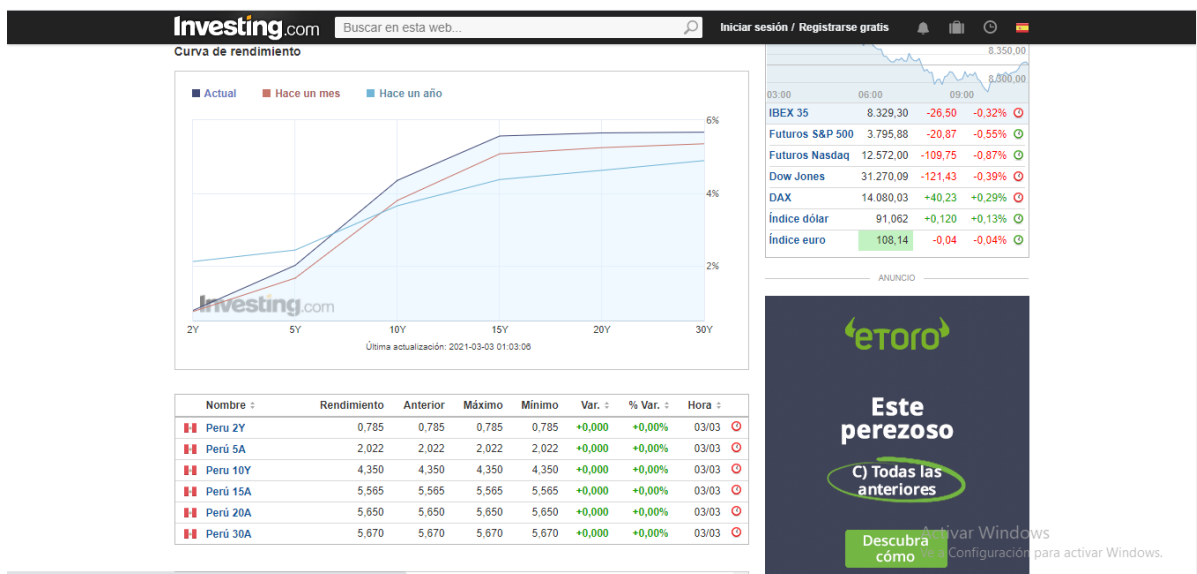 Investing.com Buscar en esta web... Iniciar sesión / Registrarse gratis
Curva de rendimiento
Actual Hace un mes Hace un año
6%
4%
2%
Investing.com
2Y 5Y 10Y 15Y 20Y 30Y
Última actualización: 2021-03-03 01:03:06
Nombre Rendimiento Anterior Máximo Mínimo Var. % Var. Hora
Peru 2Y 0,785 0,785 0,785 0,785 +0,000 +0,00% 03/03
Perú 5A 2,022 2,022 2,022 2,022 +0,000 +0,00% 03/03
Peru 10Y 4,350 4,350 4,350 4,350 +0,000 +0,00% 03/03
Perú 15A 5,565 5,565 5,565 5,565 +0,000 +0,00% 03/03
Perú 20A 5,650 5,650 5,650 5,650 +0,000 +0,00% 03/03
Perú 30A 5,670 5,670 5,670 5,670 +0,000 +0,00% 03/03
8.350,00
8.300,00
03:00 06:00 09:00
IBEX 35 8.329,30 -26,50 -0,32%
Futuros S&P 500 3.795,88 -20,87 -0,55%
Futuros Nasdaq 12.572,00 -109,75 -0,87%
Dow Jones 31.270,09 -121,43 -0,39%
DAX 14.080,03 +40,23 +0,29%
Índice dólar 91,062 +0,120 +0,13%
Índice euro 108,14 -0,04 -0,04%
ANUNCIO
eToro
Este
perezoso
C) Todas las
anteriores
Descubra
cómo
Activar Windows
Ve a Configuración para activar Windows.